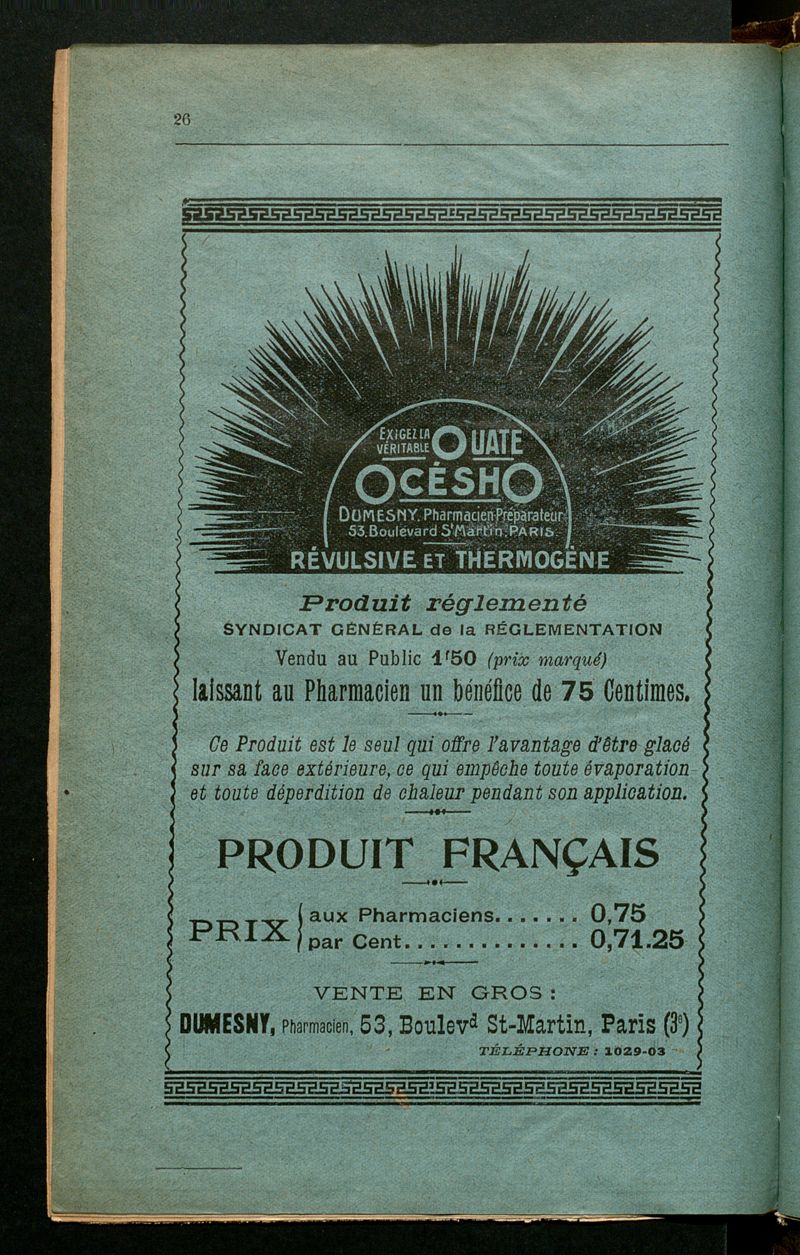 26
EXIGEZ LA
VÉRITABLE OUATE
OCÉSHO
DUMESNY, Pharmacien-Préparateur
53, Boulevard St Martin, PARIS
RÉVULSIVE ET THERMOGÈNE
Produit réglementé
SYNDICAT GÉNÉRAL de la RÉGLEMENTATION
Vendu au Public 1f50 (prix marqué)
laissant au Pharmacien un bénéfice de 75 Centimes.
Ce Produit est le seul qui offre l'avantage d'être glacé
sur sa face extérieure, ce qui empêche toute évaporation
et toute déperdition de chaleur pendant son application.
PRODUIT FRANÇAIS
PRIX
aux Pharmaciens....... 0,75
par Cent.............. 0,71.25
VENTE EN GROS :
DUMESNY, Pharmacien, 53, Boulevd St-Martin, Paris (3e)
TÉLÉPHONE : 1029-03